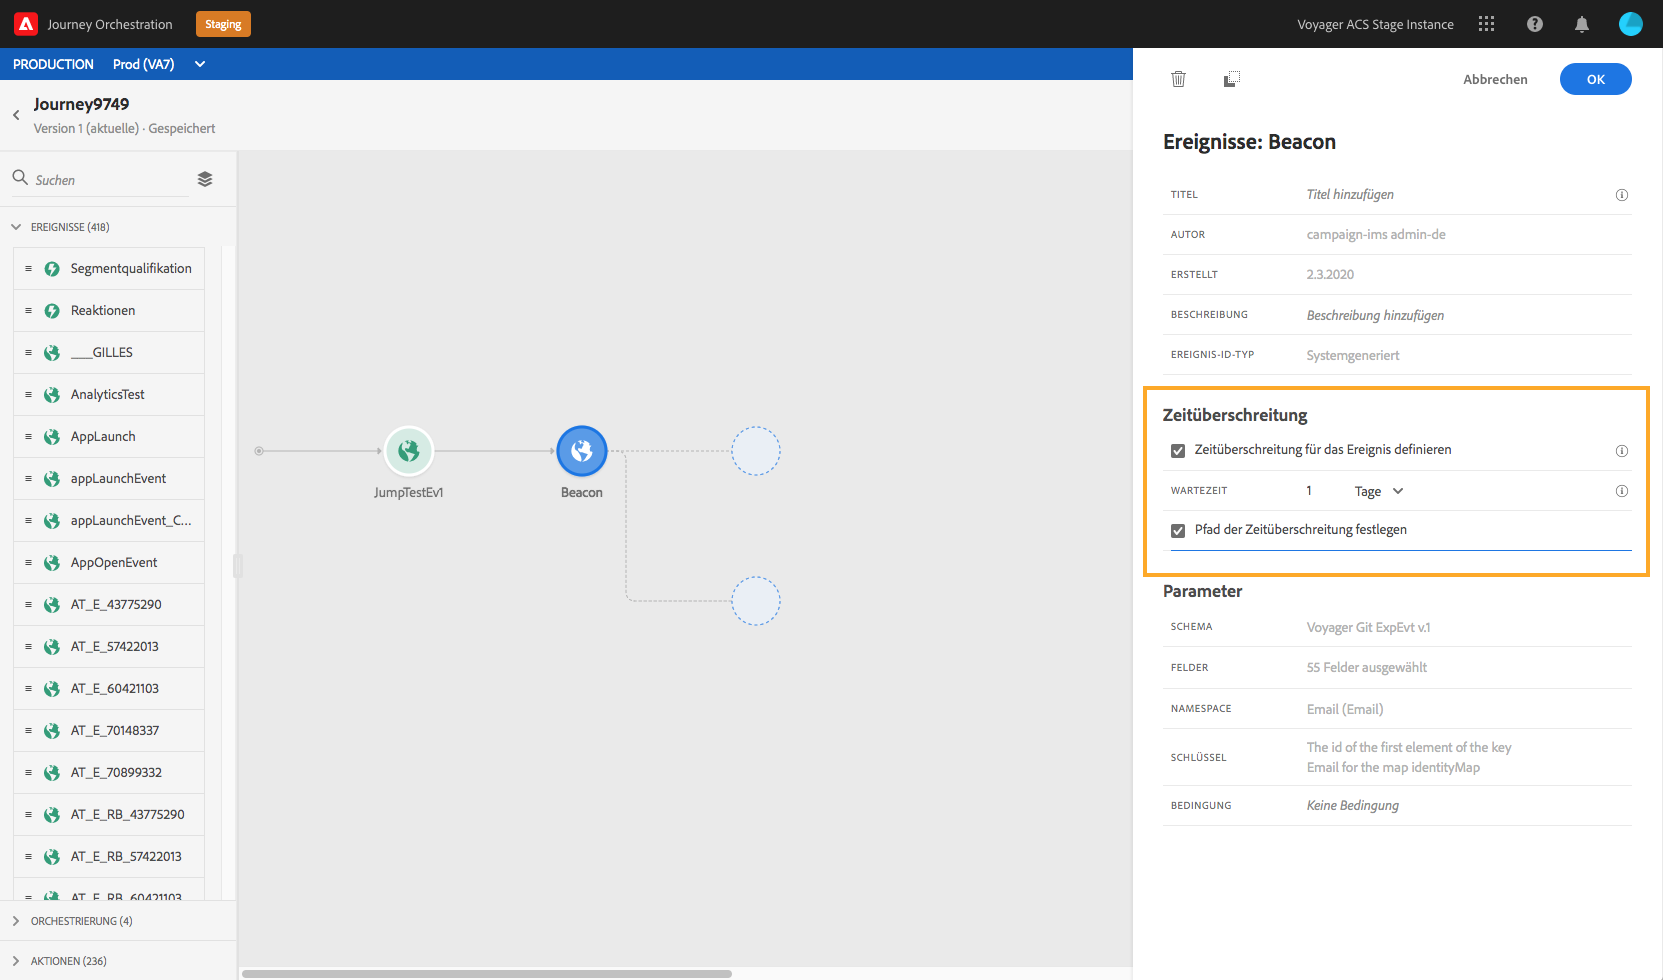 Journey Orchestration
Staging
Voyager ACS Stage Instance
PRODUCTION
Prod (VA7)
Journey9749
Version 1 (aktuelle) · Gespeichert
Suchen
EREIGNISSE (418)
Segmentqualifikation
Reaktionen
___GILLES
AnalyticsTest
AppLaunch
appLaunchEvent
appLaunchEvent_C...
AppOpenEvent
AT_E_43775290
AT_E_57422013
AT_E_60421103
AT_E_70148337
AT_E_70899332
AT_E_RB_43775290
AT_E_RB_57422013
AT_E_RB_60421103
ORCHESTRIERUNG (4)
AKTIONEN (236)
JumpTestEv1
Beacon
Abbrechen
OK
Ereignisse: Beacon
TITEL
Titel hinzufügen
AUTOR
campaign-ims admin-de
ERSTELLT
2.3.2020
BESCHREIBUNG
Beschreibung hinzufügen
EREIGNIS-ID-TYP
Systemgeneriert
Zeitüberschreitung
Zeitüberschreitung für das Ereignis definieren
WARTEZEIT
1
Tage
Pfad der Zeitüberschreitung festlegen
Parameter
SCHEMA
Voyager Git ExpEvt v.1
FELDER
55 Felder ausgewählt
NAMESPACE
Email (Email)
SCHLÜSSEL
The id of the first element of the key
Email for the map identityMap
BEDINGUNG
Keine Bedingung